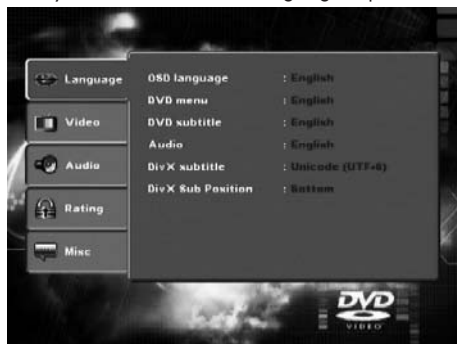 Language
Video
Audio
Rating
Misc
OSD language : English
DVD menu : English
DVD subtitle : English
Audio : English
DivX subtitle : Unicode (UTF-8)
DivX Sub Position : Bottom
DVD
VIDEO